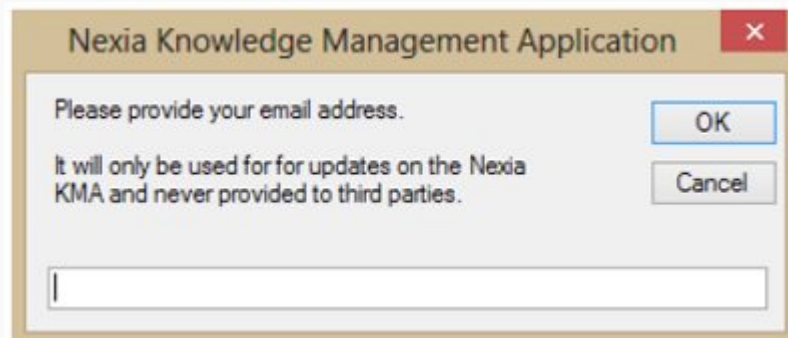 Nexia Knowledge Management Application
Please provide your email address.
OK
It will only be used for for updates on the Nexia
KMA and never provided to third parties.
Cancel